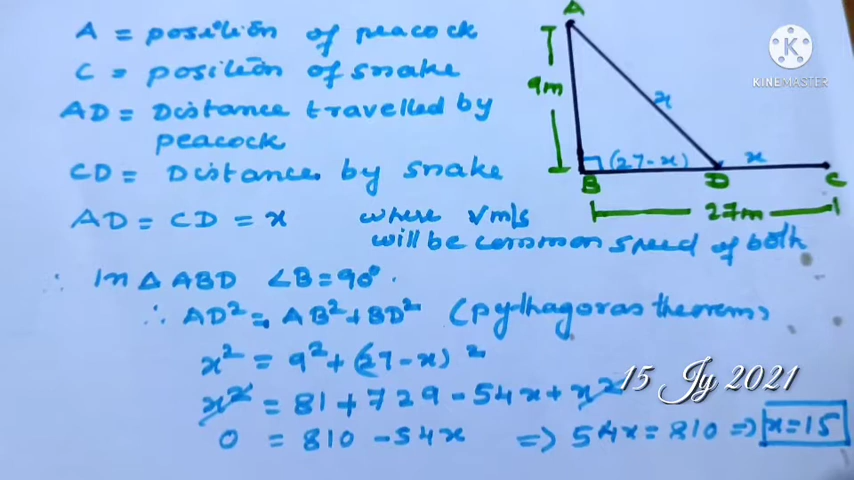 A = position of peacock
C = position of snake
AD = Distance travelled by
peacock
CD = Distance by snake
AD = CD = x where v m/s
will be common speed of both
∴ In △ ABD ∠B = 90°.
∴ AD² = AB² + BD² (pythagoras theorem)
x² = 9² + (27-x)²
x² = 81 + 729 - 54x + x²
0 = 810 - 54x => 54x = 810 => x = 15
A
9m
x
B
(27-x)
D
x
C
27m
K
KINEMASTER
15 Jy 2021